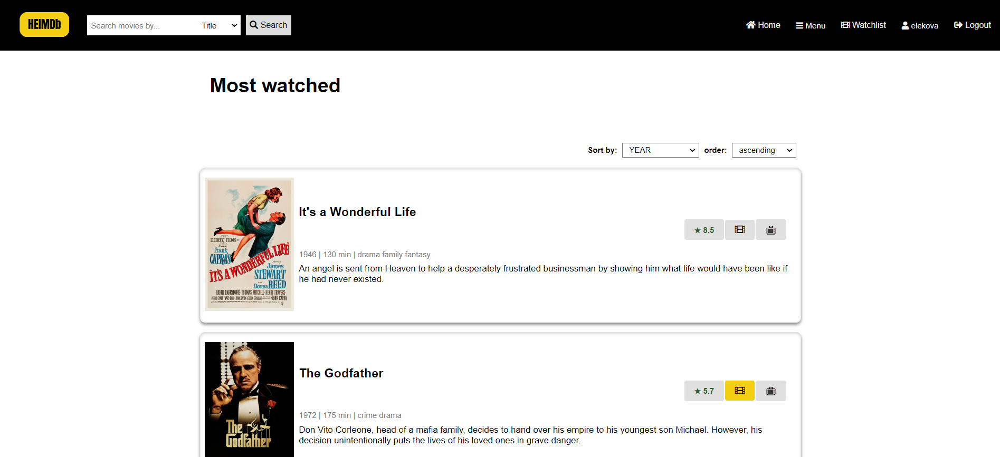 HEIMDb
Search movies by...
Title
Search
Home
Menu
Watchlist
elekova
Logout
Most watched
Sort by:
YEAR
order:
ascending
LIBERTY FILMS
Frank
CAPRA'S
"IT'S A WONDERFUL LIFE"
James
STEWART
and
Donna REED
LIONEL BARRYMORE · THOMAS MITCHELL · HENRY TRAVERS
FRANK CAPRA
It's a Wonderful Life
★ 8.5
1946 | 130 min | drama family fantasy
An angel is sent from Heaven to help a desperately frustrated businessman by showing him what life would have been like if
he had never existed.
The
Godfather
The Godfather
★ 5.7
1972 | 175 min | crime drama
Don Vito Corleone, head of a mafia family, decides to hand over his empire to his youngest son Michael. However, his
decision unintentionally puts the lives of his loved ones in grave danger.